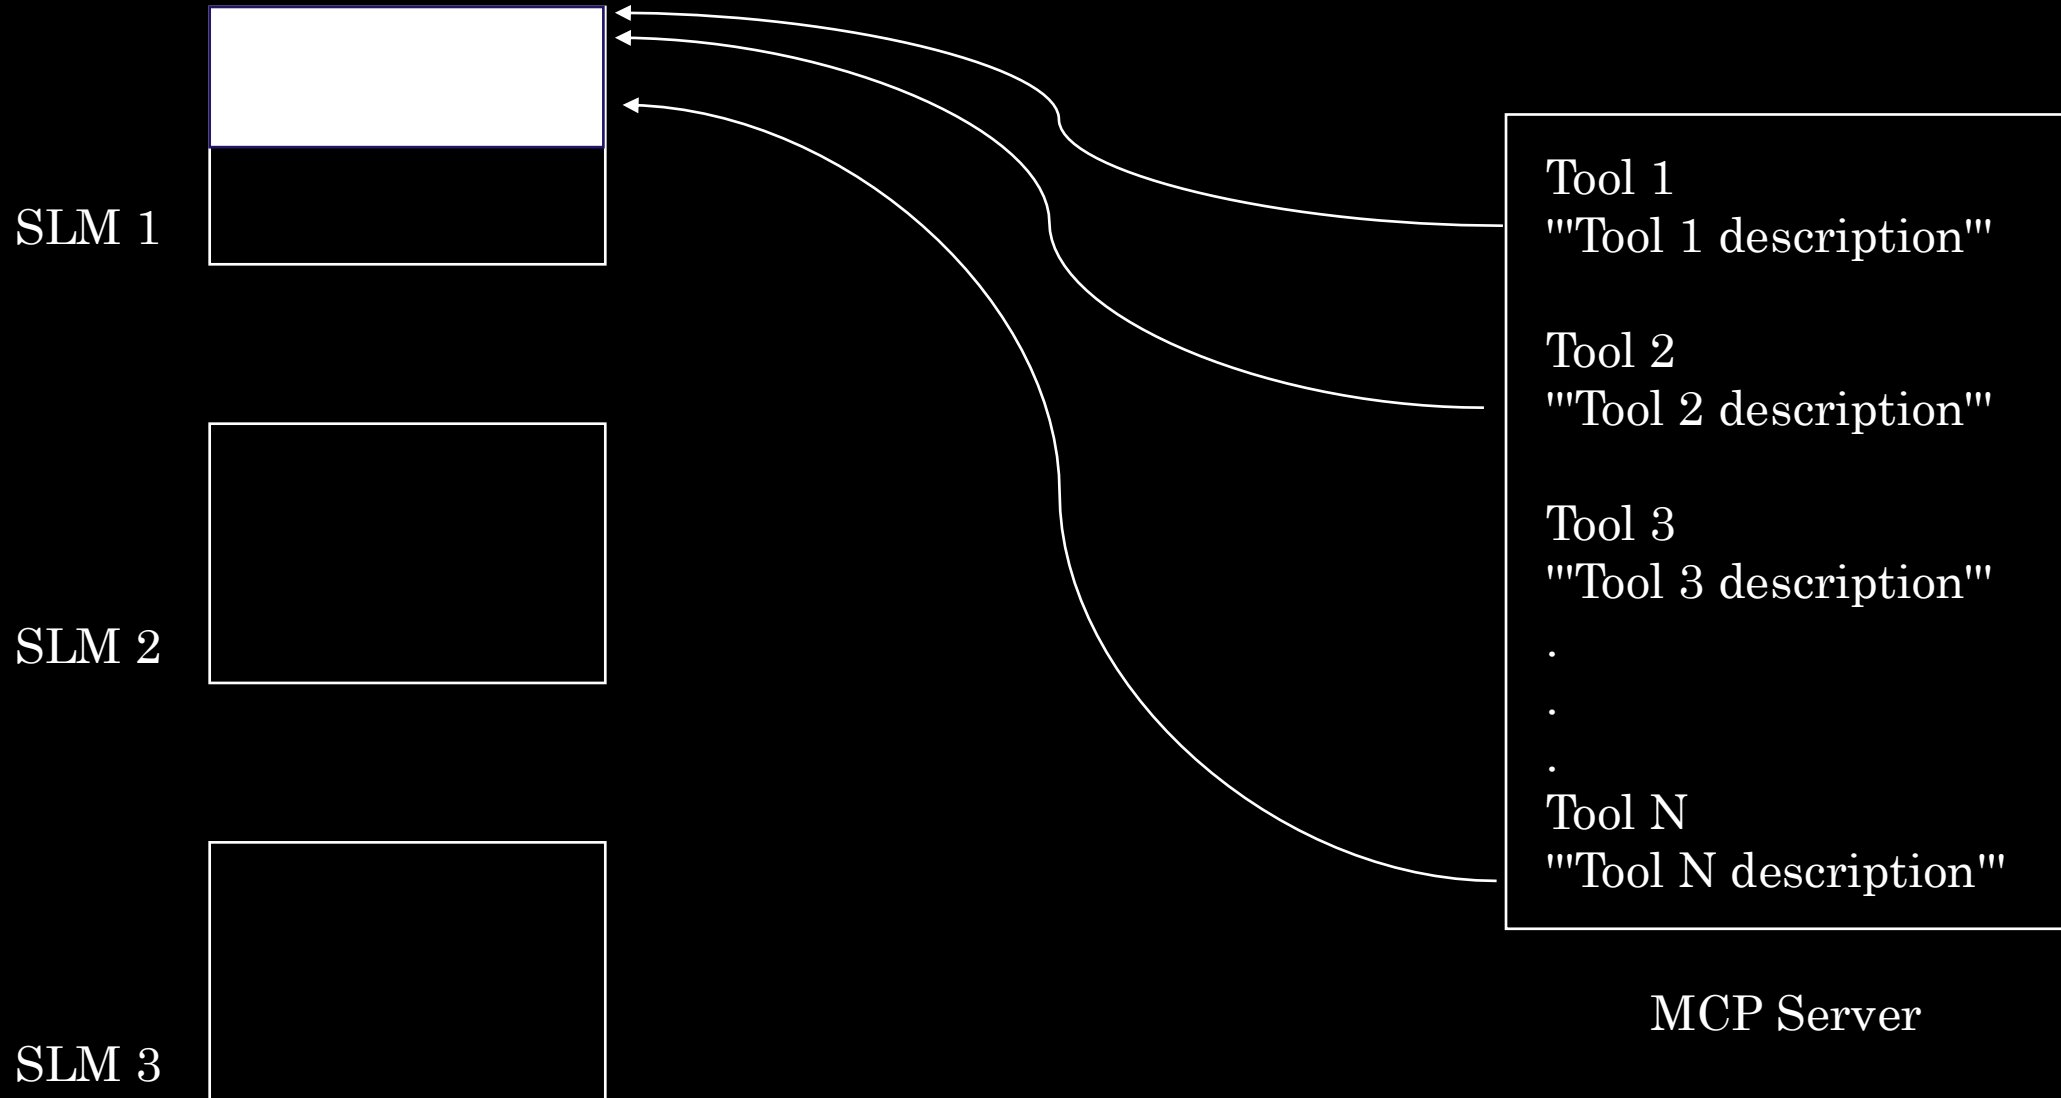 SLM 1
SLM 2
SLM 3
Tool 1
'''Tool 1 description'''
Tool 2
'''Tool 2 description'''
Tool 3
'''Tool 3 description'''
.
.
.
Tool N
'''Tool N description'''
MCP Server